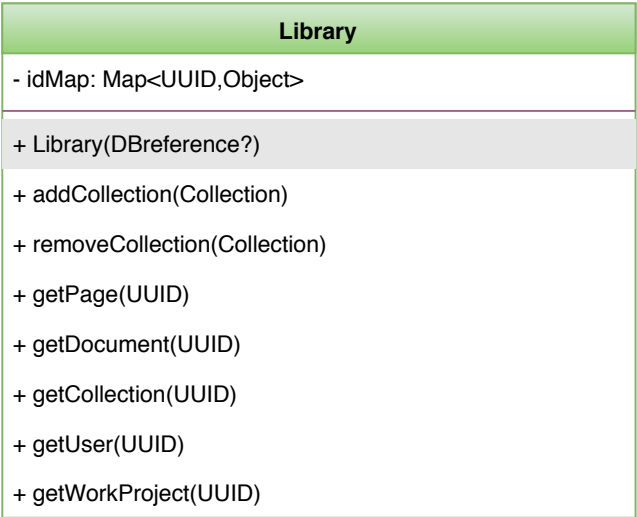 Library
- idMap: Map<UUID,Object>
+ Library(DBreference?)
+ addCollection(Collection)
+ removeCollection(Collection)
+ getPage(UUID)
+ getDocument(UUID)
+ getCollection(UUID)
+ getUser(UUID)
+ getWorkProject(UUID)